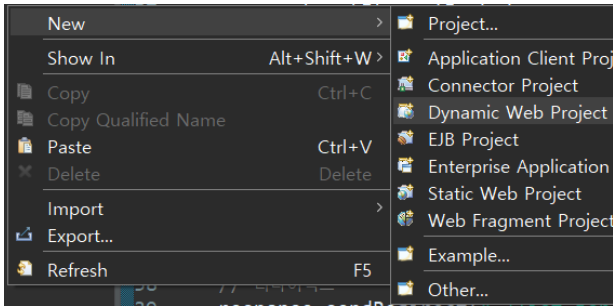 New
Show In Alt+Shift+W
Copy Ctrl+C
Copy Qualified Name
Paste Ctrl+V
Delete Delete
Import
Export...
Refresh F5
Project...
Application Client Proj
Connector Project
Dynamic Web Project
EJB Project
Enterprise Application
Static Web Project
Web Fragment Project
Example...
Other...